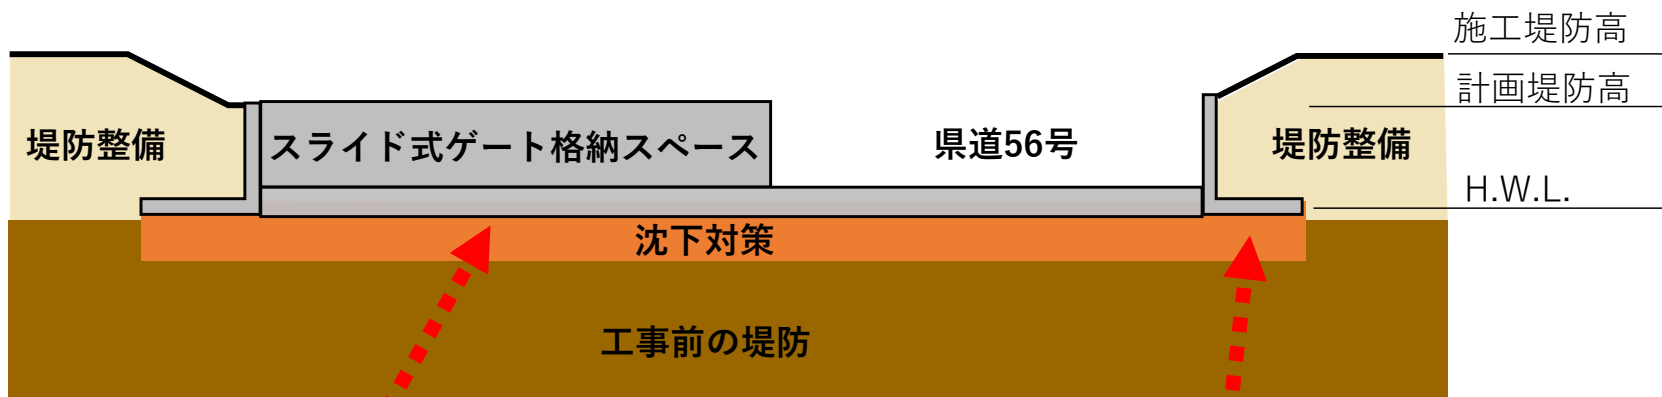 施工堤防高
計画堤防高
堤防整備
スライド式ゲート格納スペース
県道56号
堤防整備
H.W.L.
沈下対策
工事前の堤防